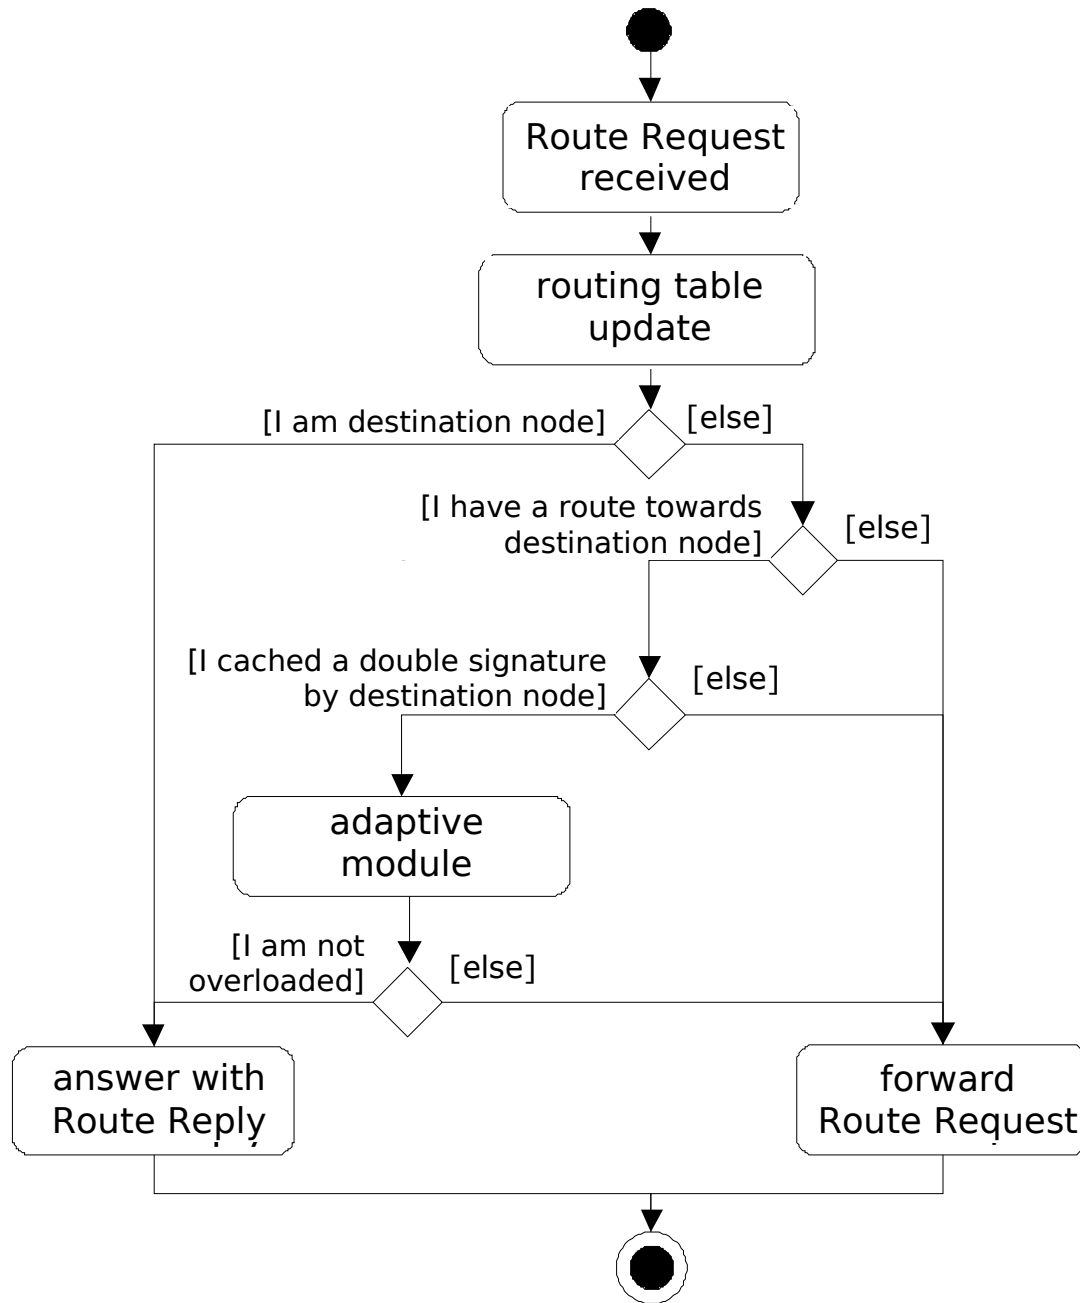 Route Request
received
routing table
update
[I am destination node]
[else]
[I have a route towards
destination node]
[else]
[I cached a double signature
by destination node]
[else]
adaptive
module
[I am not
overloaded]
[else]
answer with
Route Reply
forward
Route Request